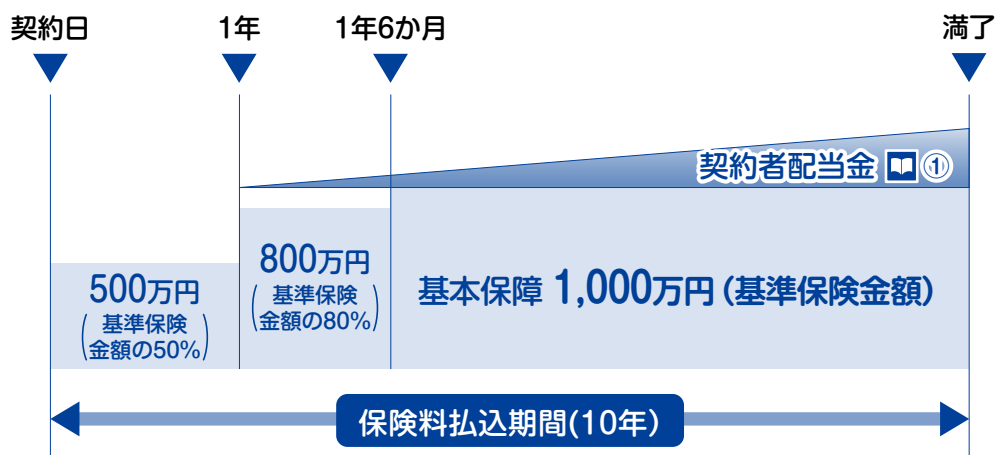 契約日 1年 1年6か月 満了
契約者配当金 ①
500万円
(基準保険
金額の50%)
800万円
(基準保険
金額の80%)
基本保障 1,000万円(基準保険金額)
保険料払込期間(10年)